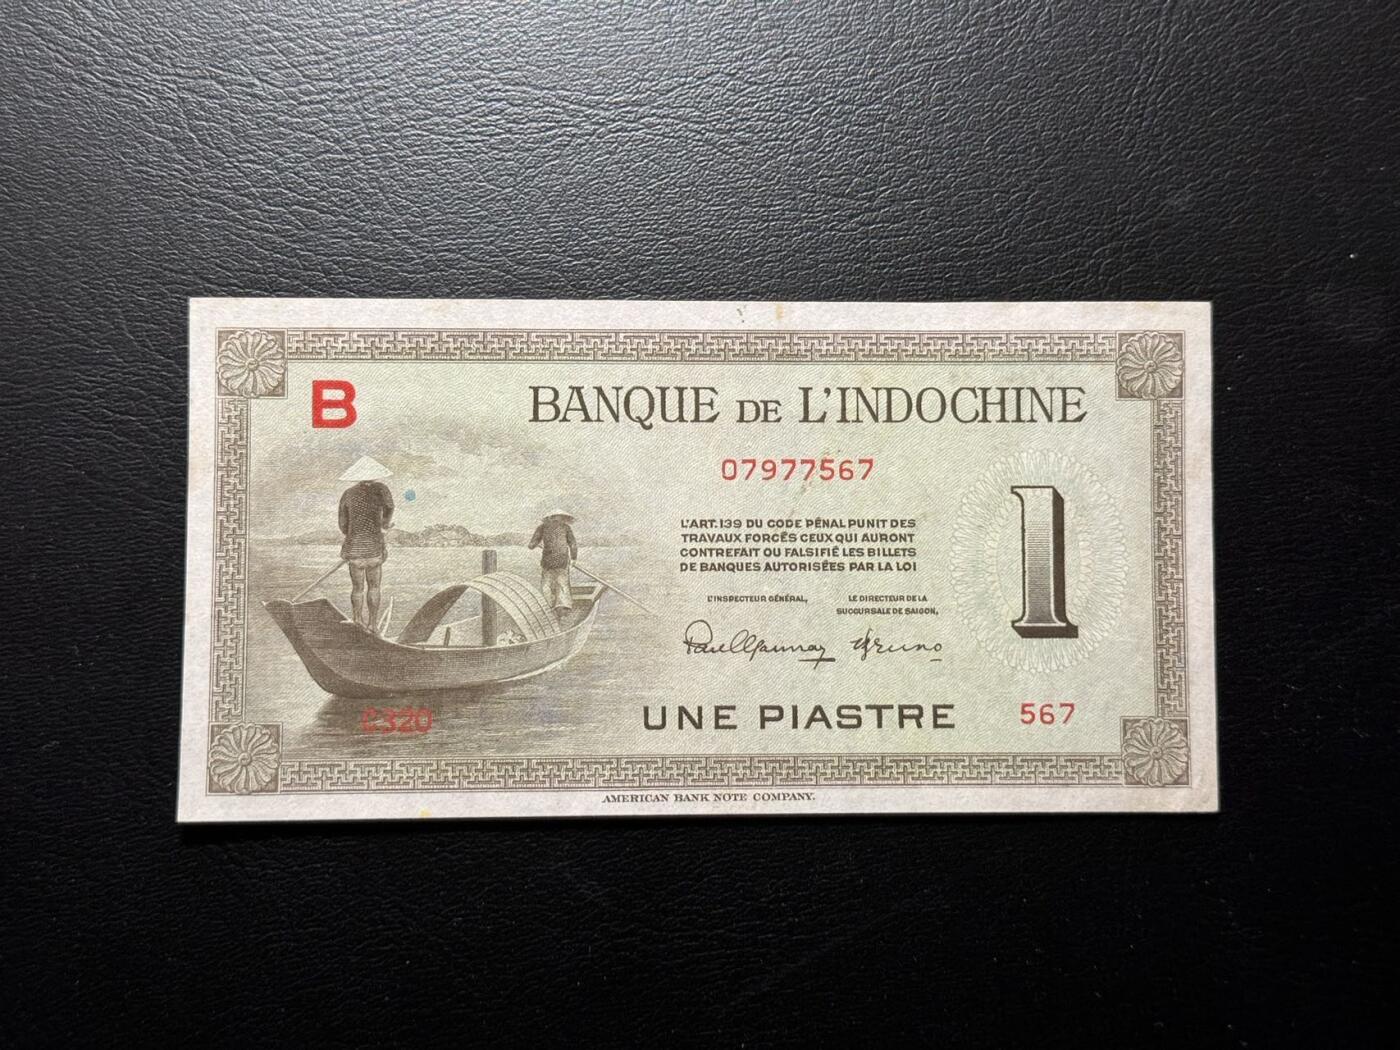 B
BANQUE DE L'INDOCHINE
07977567
L'ART.139 DU CODE PÉNAL PUNIT DES
TRAVAUX FORCÉS CEUX QUI AURONT
CONTREFAIT OU FALSIFIÉ LES BILLETS
DE BANQUES AUTORISÉES PAR LA LOI
1
L'INSPECTEUR GÉNÉRAL,
LE DIRECTEUR DE LA
SUCCURSALE DE SAIGON,
C320
UNE PIASTRE
567
AMERICAN BANK NOTE COMPANY.